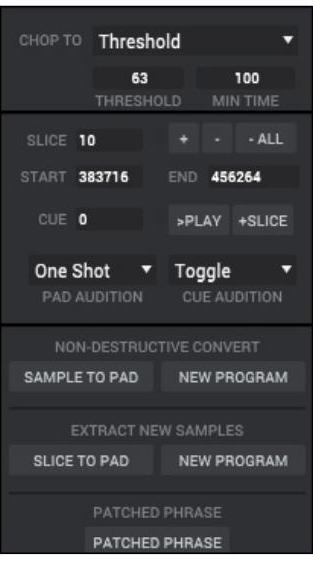 CHOP TO Threshold
63 100
THRESHOLD MIN TIME
SLICE 10 + - - ALL
START 383716 END 456264
CUE 0 >PLAY +SLICE
One Shot Toggle
PAD AUDITION CUE AUDITION
NON-DESTRUCTIVE CONVERT
SAMPLE TO PAD NEW PROGRAM
EXTRACT NEW SAMPLES
SLICE TO PAD NEW PROGRAM
PATCHED PHRASE
PATCHED PHRASE